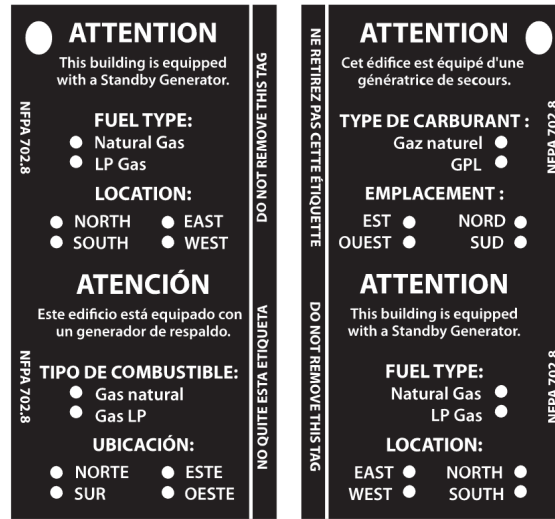 ATTENTION
This building is equipped
with a Standby Generator.
NFPA 702.8
FUEL TYPE:
Natural Gas
LP Gas
LOCATION:
NORTH EAST
SOUTH WEST
DO NOT REMOVE THIS TAG
ATENCIÓN
Este edificio está equipado con
un generador de respaldo.
NFPA 702.8
TIPO DE COMBUSTIBLE:
Gas natural
Gas LP
UBICACIÓN:
NORTE ESTE
SUR OESTE
NO QUITE ESTA ETIQUETA
NE RETIREZ PAS CETTE ÉTIQUETTE
ATTENTION
Cet édifice est équipé d'une
génératrice de secours.
TYPE DE CARBURANT :
Gaz naturel
GPL
NFPA 702.8
EMPLACEMENT :
EST NORD
OUEST SUD
DO NOT REMOVE THIS TAG
ATTENTION
This building is equipped
with a Standby Generator.
FUEL TYPE:
Natural Gas
LP Gas
NFPA 702.8
LOCATION:
EAST NORTH
WEST SOUTH